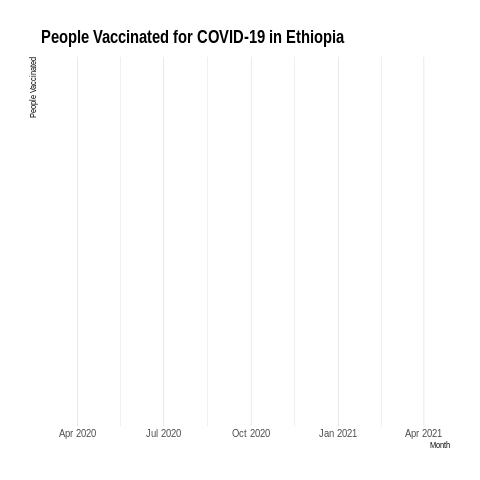 People Vaccinated for COVID-19 in Ethiopia
People Vaccinated
Apr 2020 Jul 2020 Oct 2020 Jan 2021 Apr 2021
Month